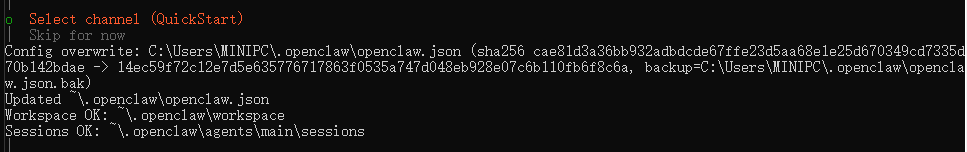 o Select channel (QuickStart)
| Skip for now
Config overwrite: C:\Users\MINIPC\.openclaw\openclaw.json (sha256 cae81d3a36bb932adbdcde67ffe23d5aa68e1e25d670349cd7335d
70b142bdae -> 14ec59f72c12e7d5e635776717863f0535a747d048eb928e07c6b110fb6f8c6a, backup=C:\Users\MINIPC\.openclaw\opencla
w.json.bak)
Updated ~\.openclaw\openclaw.json
Workspace OK: ~\.openclaw\workspace
Sessions OK: ~\.openclaw\agents\main\sessions
|